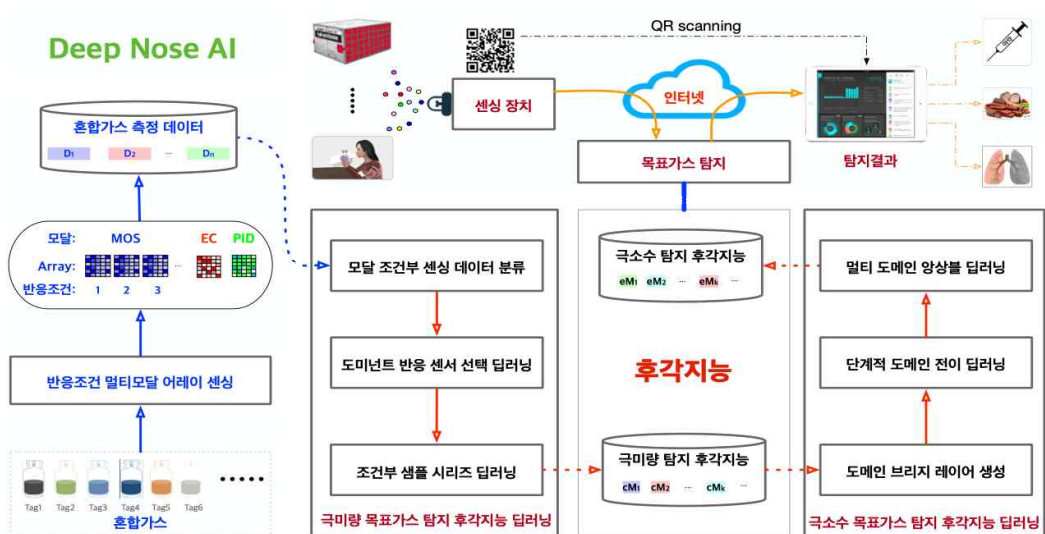 Deep Nose AI
QR scanning
센싱 장치
인터넷
목표가스 탐지
탐지결과
혼합가스 측정 데이터
D1 D2 ... Dn
모달: MOS EC PID
Array: ...
반응조건: 1 2 3
반응조건 멀티모달 어레이 센싱
Tag1 Tag2 Tag3 Tag4 Tag5 Tag6
혼합가스
모달 조건부 센싱 데이터 분류
도미넌트 반응 센서 선택 딥러닝
조건부 샘플 시리즈 딥러닝
극미량 목표가스 탐지 후각지능 딥러닝
극소수 탐지 후각지능
eM1 eM2 ... eMk ...
후각지능
극미량 탐지 후각지능
cM1 cM2 ... cMk ...
멀티 도메인 앙상블 딥러닝
단계적 도메인 전이 딥러닝
도메인 브리지 레이어 생성
극소수 목표가스 탐지 후각지능 딥러닝